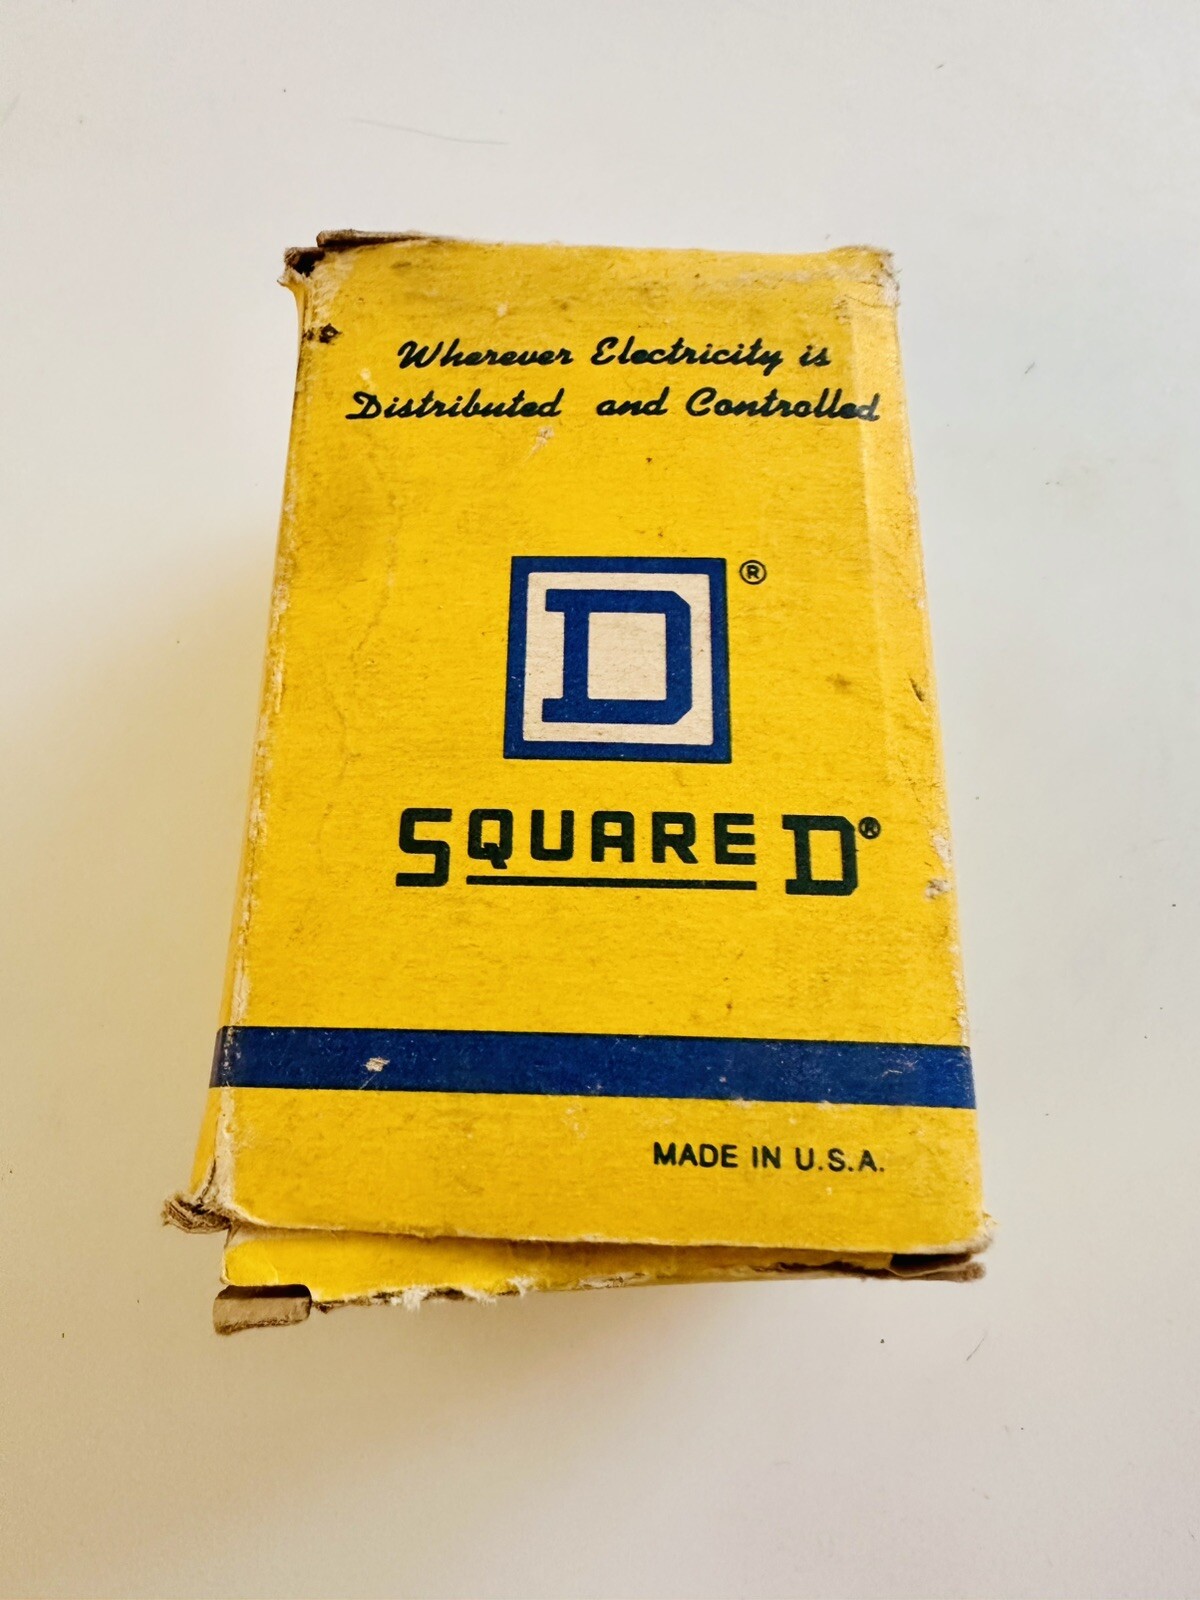 Wherever Electricity is
Distributed and Controlled
D®
SQUARE D®
MADE IN U.S.A.